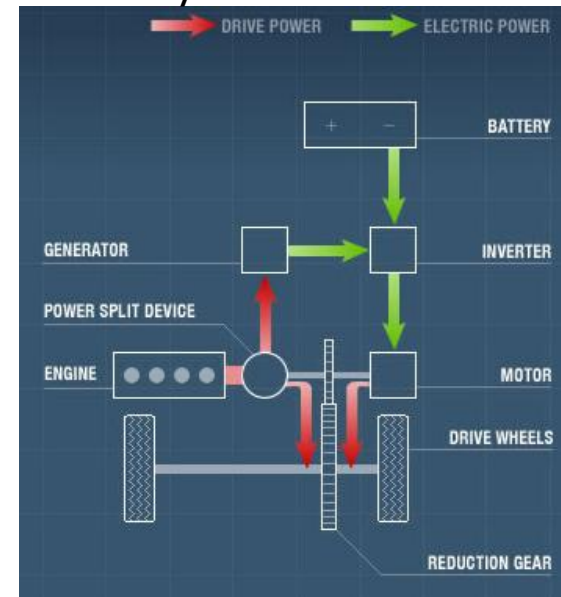 DRIVE POWER
ELECTRIC POWER
+ -
BATTERY
GENERATOR
INVERTER
POWER SPLIT DEVICE
ENGINE
MOTOR
DRIVE WHEELS
REDUCTION GEAR